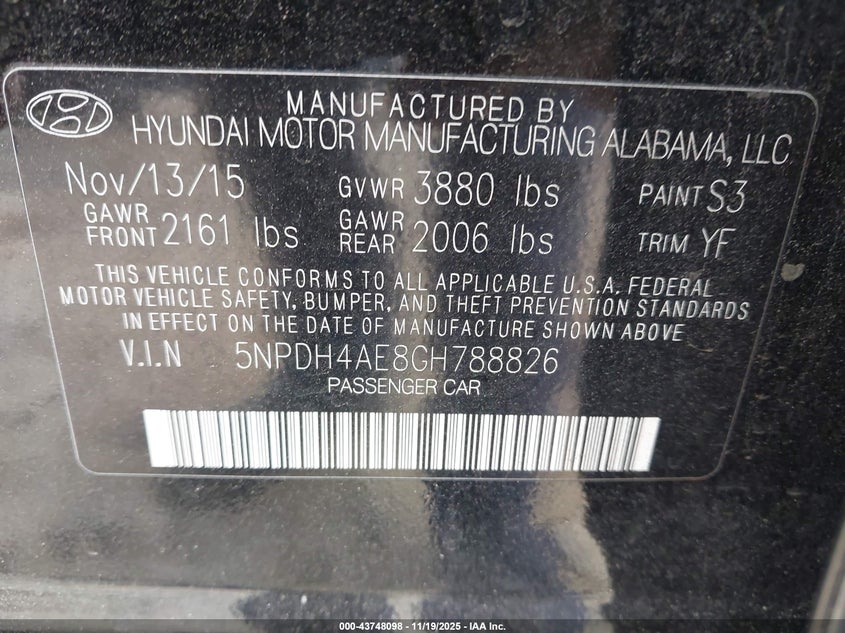 MANUFACTURED BY
HYUNDAI MOTOR MANUFACTURING ALABAMA, LLC
Nov/13/15 GVWR 3880 lbs PAINT S3
GAWR FRONT 2161 lbs GAWR REAR 2006 lbs TRIM YF
THIS VEHICLE CONFORMS TO ALL APPLICABLE U.S.A. FEDERAL
MOTOR VEHICLE SAFETY, BUMPER, AND THEFT PREVENTION STANDARDS
IN EFFECT ON THE DATE OF MANUFACTURE SHOWN ABOVE
V.I.N 5NPDH4AE8GH788826
PASSENGER CAR
000-43748098 - 11/19/2025 - IAA Inc.